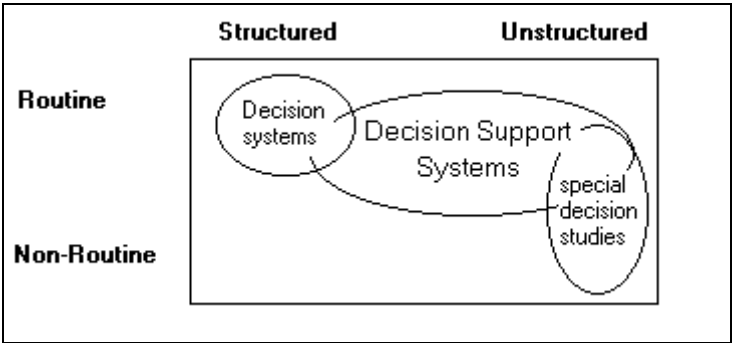 Structured
Unstructured
Routine
Decision
systems
Decision Support
Systems
special
decision
studies
Non-Routine